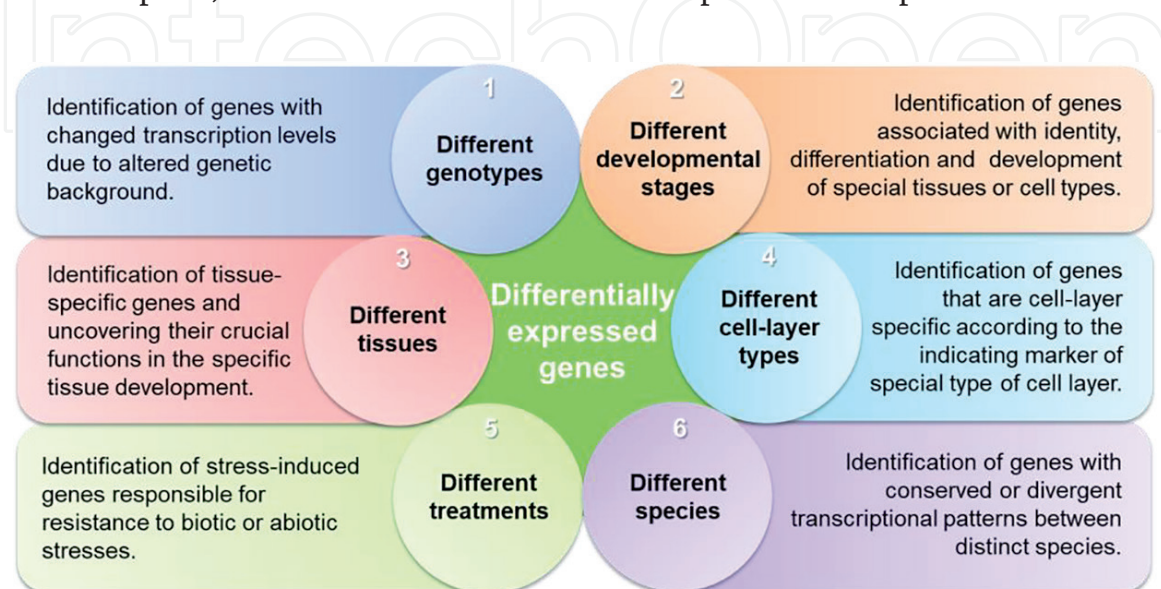 IntechOpen
1
Different
genotypes
Identification of genes with
changed transcription levels
due to altered genetic
background.
2
Different
developmental
stages
Identification of genes
associated with identity,
differentiation and development
of special tissues or cell types.
3
Different
tissues
Identification of tissue-
specific genes and
uncovering their crucial
functions in the specific
tissue development.
Differentially
expressed
genes
4
Different
cell-layer
types
Identification of genes
that are cell-layer
specific according to the
indicating marker of
special type of cell layer.
5
Different
treatments
Identification of stress-induced
genes responsible for
resistance to biotic or abiotic
stresses.
6
Different
species
Identification of genes with
conserved or divergent
transcriptional patterns between
distinct species.